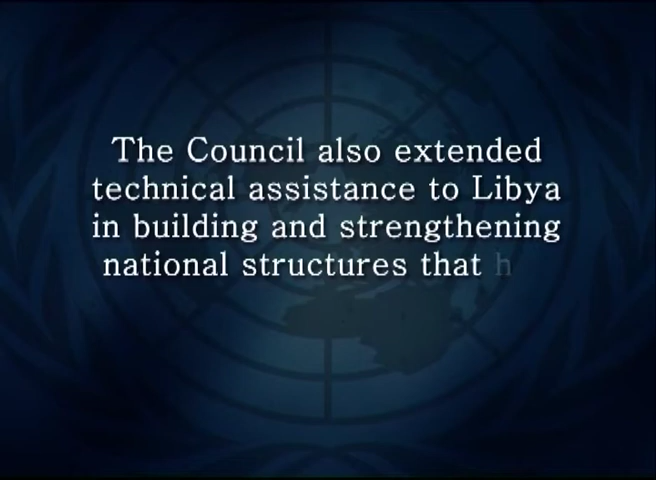 The Council also extended
technical assistance to Libya
in building and strengthening
national structures that h